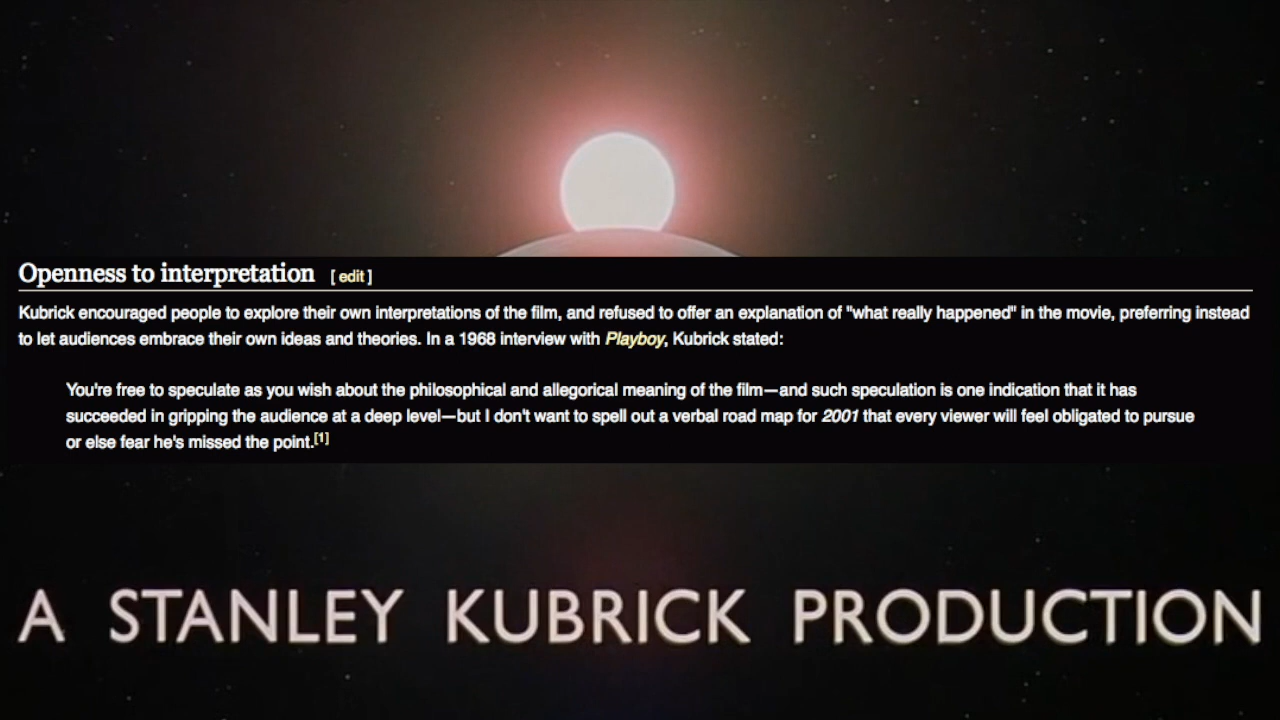 Openness to interpretation [ edit ]
Kubrick encouraged people to explore their own interpretations of the film, and refused to offer an explanation of "what really happened" in the movie, preferring instead
to let audiences embrace their own ideas and theories. In a 1968 interview with Playboy, Kubrick stated:
You're free to speculate as you wish about the philosophical and allegorical meaning of the film—and such speculation is one indication that it has
succeeded in gripping the audience at a deep level—but I don't want to spell out a verbal road map for 2001 that every viewer will feel obligated to pursue
or else fear he's missed the point.[1]
A STANLEY KUBRICK PRODUCTION